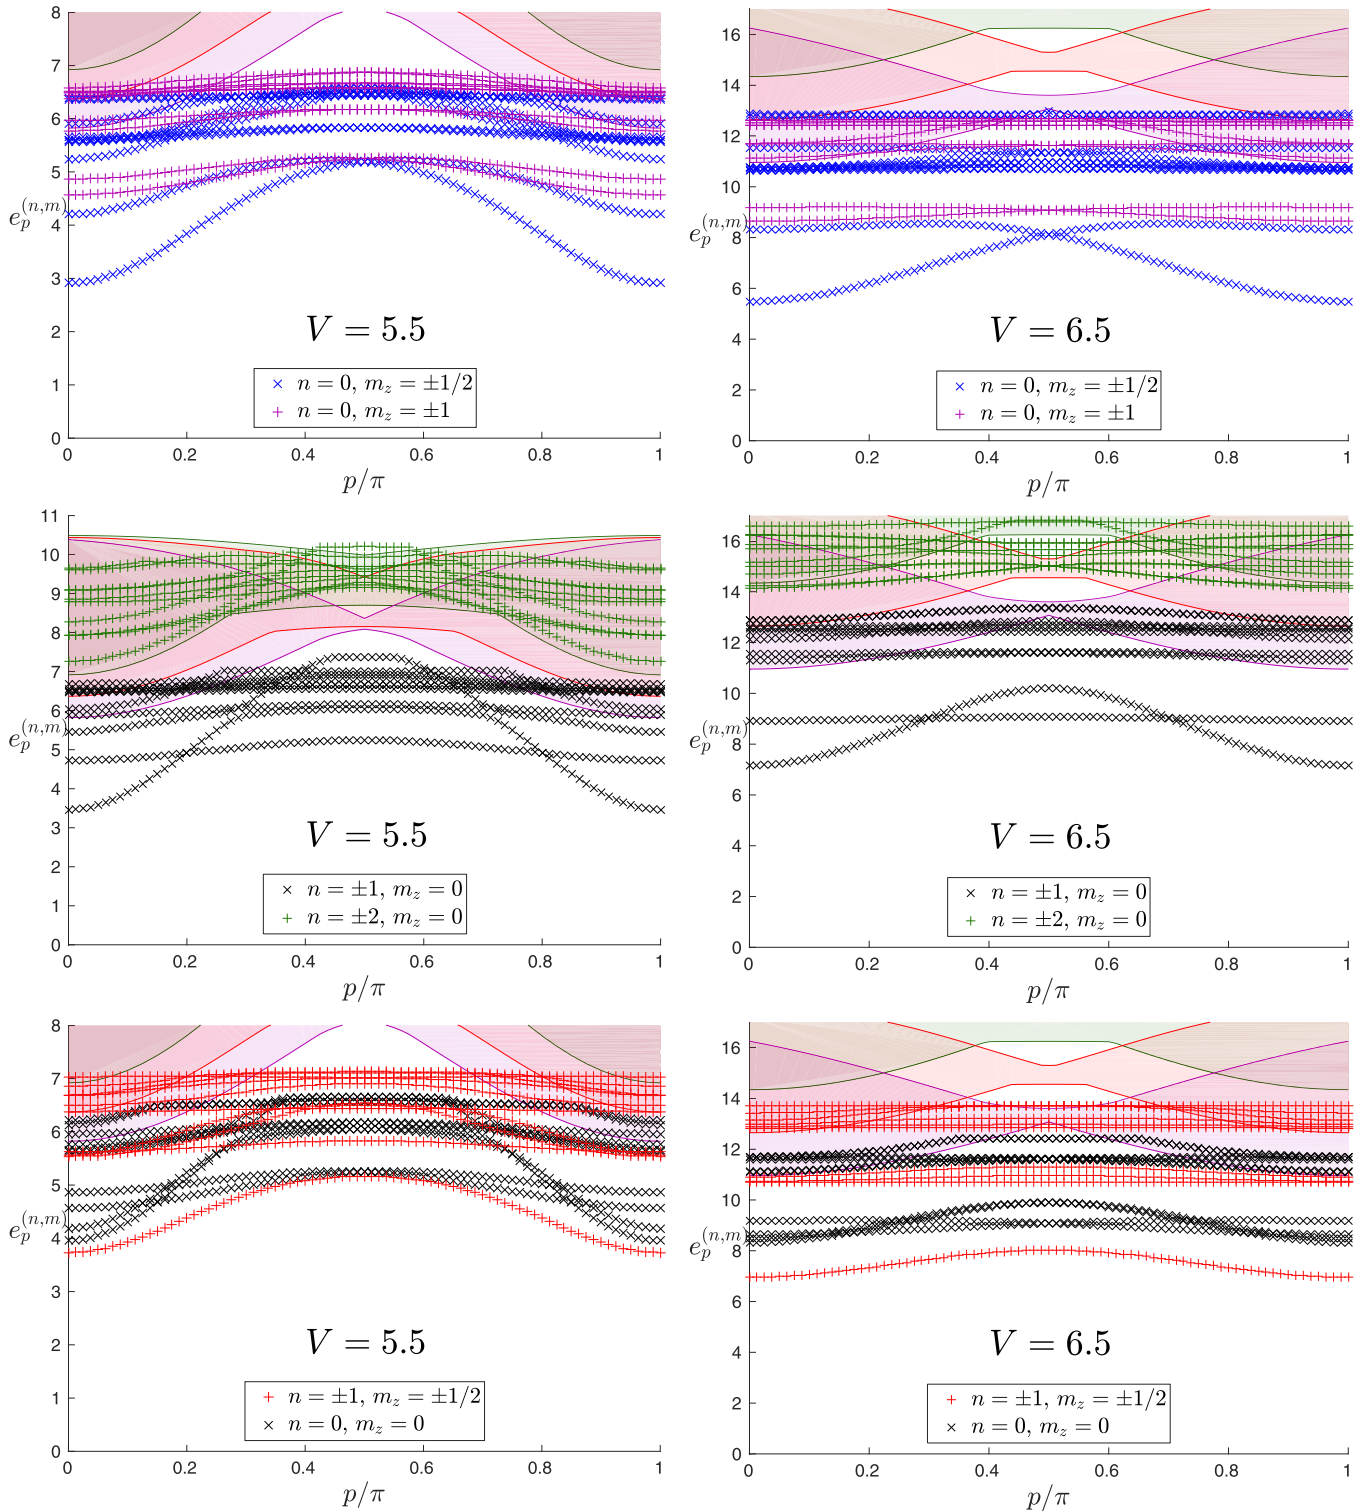 8
7
6
5
4
3
2
1
0
e_p^{(n,m)}
V = 5.5
n = 0, m_z = ±1/2
n = 0, m_z = ±1
0 0.2 0.4 0.6 0.8 1
p/π
16
14
12
10
8
6
4
2
0
e_p^{(n,m)}
V = 6.5
n = 0, m_z = ±1/2
n = 0, m_z = ±1
0 0.2 0.4 0.6 0.8 1
p/π
11
10
9
8
7
6
5
4
3
2
1
0
e_p^{(n,m)}
V = 5.5
n = ±1, m_z = 0
n = ±2, m_z = 0
0 0.2 0.4 0.6 0.8 1
p/π
16
14
12
10
8
6
4
2
0
e_p^{(n,m)}
V = 6.5
n = ±1, m_z = 0
n = ±2, m_z = 0
0 0.2 0.4 0.6 0.8 1
p/π
8
7
6
5
4
3
2
1
0
e_p^{(n,m)}
V = 5.5
n = ±1, m_z = ±1/2
n = 0, m_z = 0
0 0.2 0.4 0.6 0.8 1
p/π
16
14
12
10
8
6
4
2
0
e_p^{(n,m)}
V = 6.5
n = ±1, m_z = ±1/2
n = 0, m_z = 0
0 0.2 0.4 0.6 0.8 1
p/π